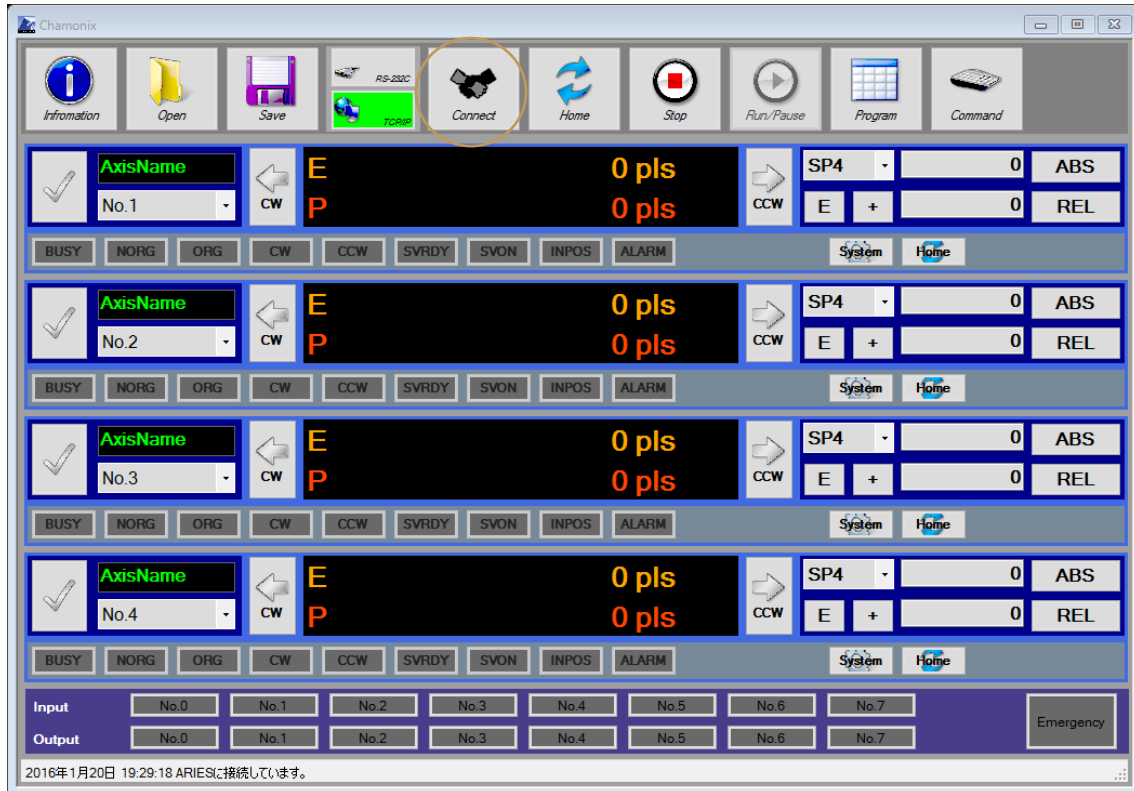 Chamonix
Infromation Open Save RS-232C TCP/IP Connect Home Stop Run/Pause Program Command
AxisName E 0 pls SP4 0 ABS
No.1 CW P 0 pls CCW E + 0 REL
BUSY NORG ORG CW CCW SVRDY SVON INPOS ALARM System Home
AxisName E 0 pls SP4 0 ABS
No.2 CW P 0 pls CCW E + 0 REL
BUSY NORG ORG CW CCW SVRDY SVON INPOS ALARM System Home
AxisName E 0 pls SP4 0 ABS
No.3 CW P 0 pls CCW E + 0 REL
BUSY NORG ORG CW CCW SVRDY SVON INPOS ALARM System Home
AxisName E 0 pls SP4 0 ABS
No.4 CW P 0 pls CCW E + 0 REL
BUSY NORG ORG CW CCW SVRDY SVON INPOS ALARM System Home
Input No.0 No.1 No.2 No.3 No.4 No.5 No.6 No.7
Emergency
Output No.0 No.1 No.2 No.3 No.4 No.5 No.6 No.7
2016年1月20日 19:29:18 ARIESに接続しています。